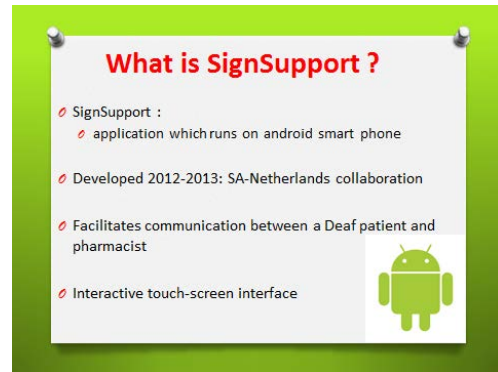 What is SignSupport ?
SignSupport :
application which runs on android smart phone
Developed 2012-2013: SA-Netherlands collaboration
Facilitates communication between a Deaf patient and
pharmacist
Interactive touch-screen interface